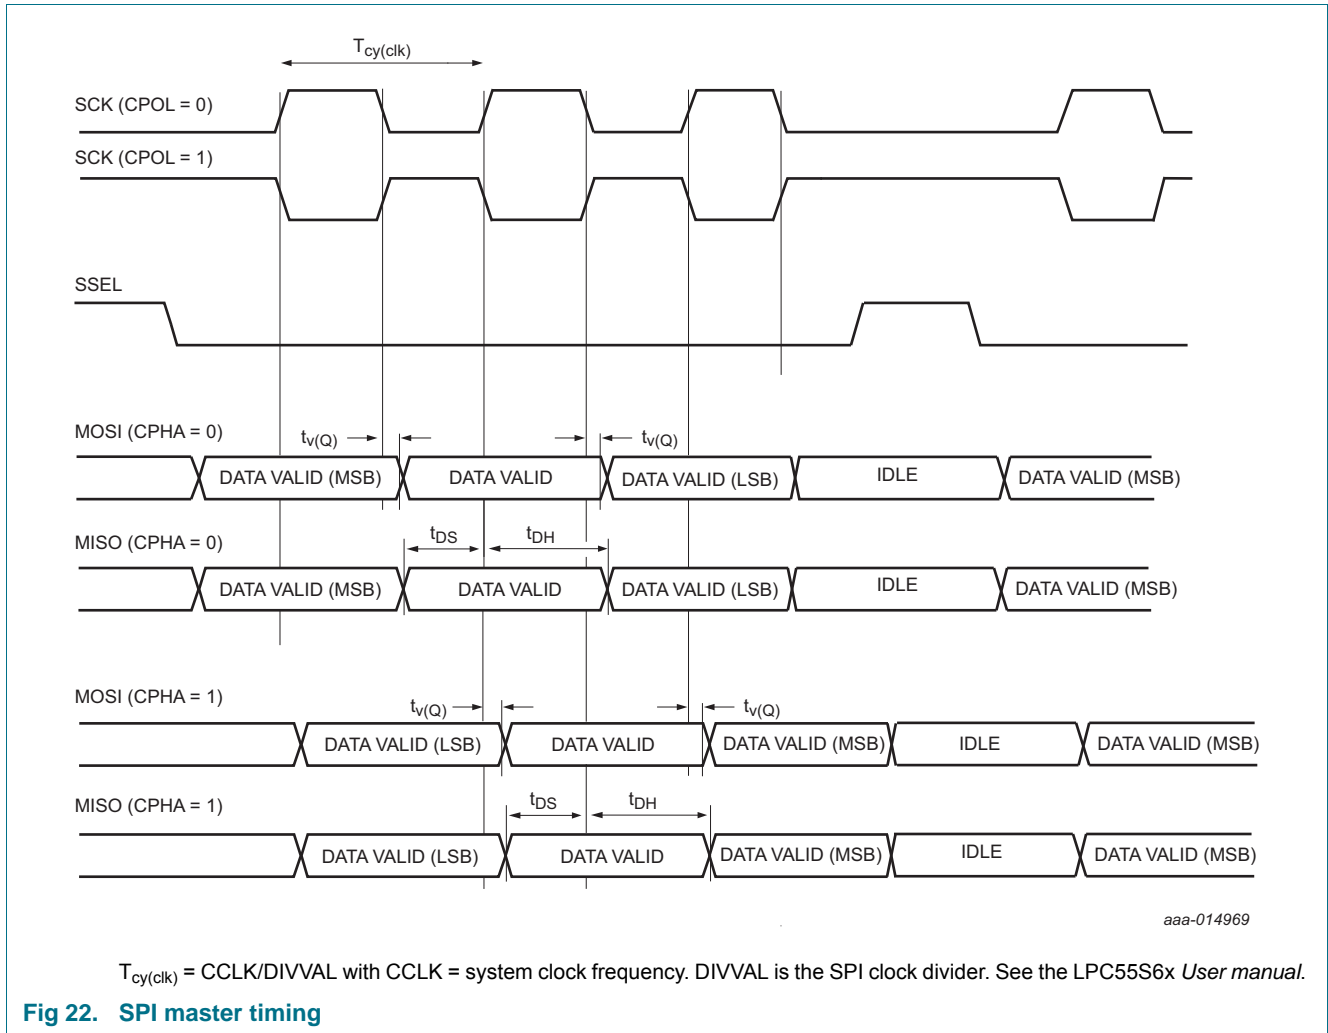 Tcy(clk)
SCK (CPOL = 0)
SCK (CPOL = 1)
SSEL
MOSI (CPHA = 0)
tv(Q)
tv(Q)
DATA VALID (MSB)
DATA VALID
DATA VALID (LSB)
IDLE
DATA VALID (MSB)
tDS
tDH
MISO (CPHA = 0)
DATA VALID (MSB)
DATA VALID
DATA VALID (LSB)
IDLE
DATA VALID (MSB)
MOSI (CPHA = 1)
tv(Q)
tv(Q)
DATA VALID (LSB)
DATA VALID
DATA VALID (MSB)
IDLE
DATA VALID (MSB)
tDS
tDH
MISO (CPHA = 1)
DATA VALID (LSB)
DATA VALID
DATA VALID (MSB)
IDLE
DATA VALID (MSB)
aaa-014969
Tcy(clk) = CCLK/DIVVAL with CCLK = system clock frequency. DIVVAL is the SPI clock divider. See the LPC55S6x User manual.
Fig 22. SPI master timing